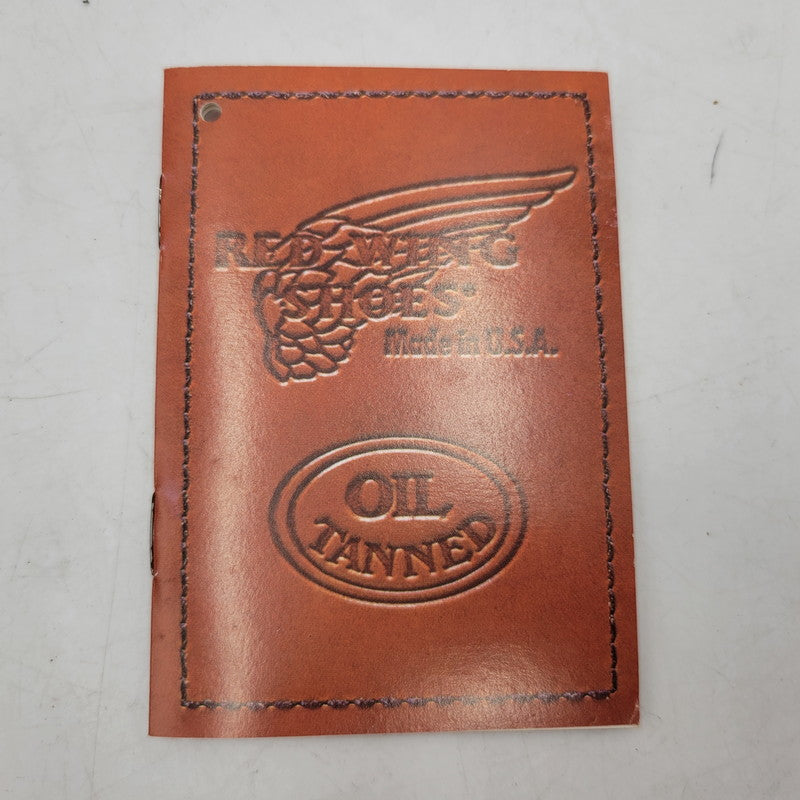 RED WING
SHOES®
Made in U.S.A.
OIL
TANNED